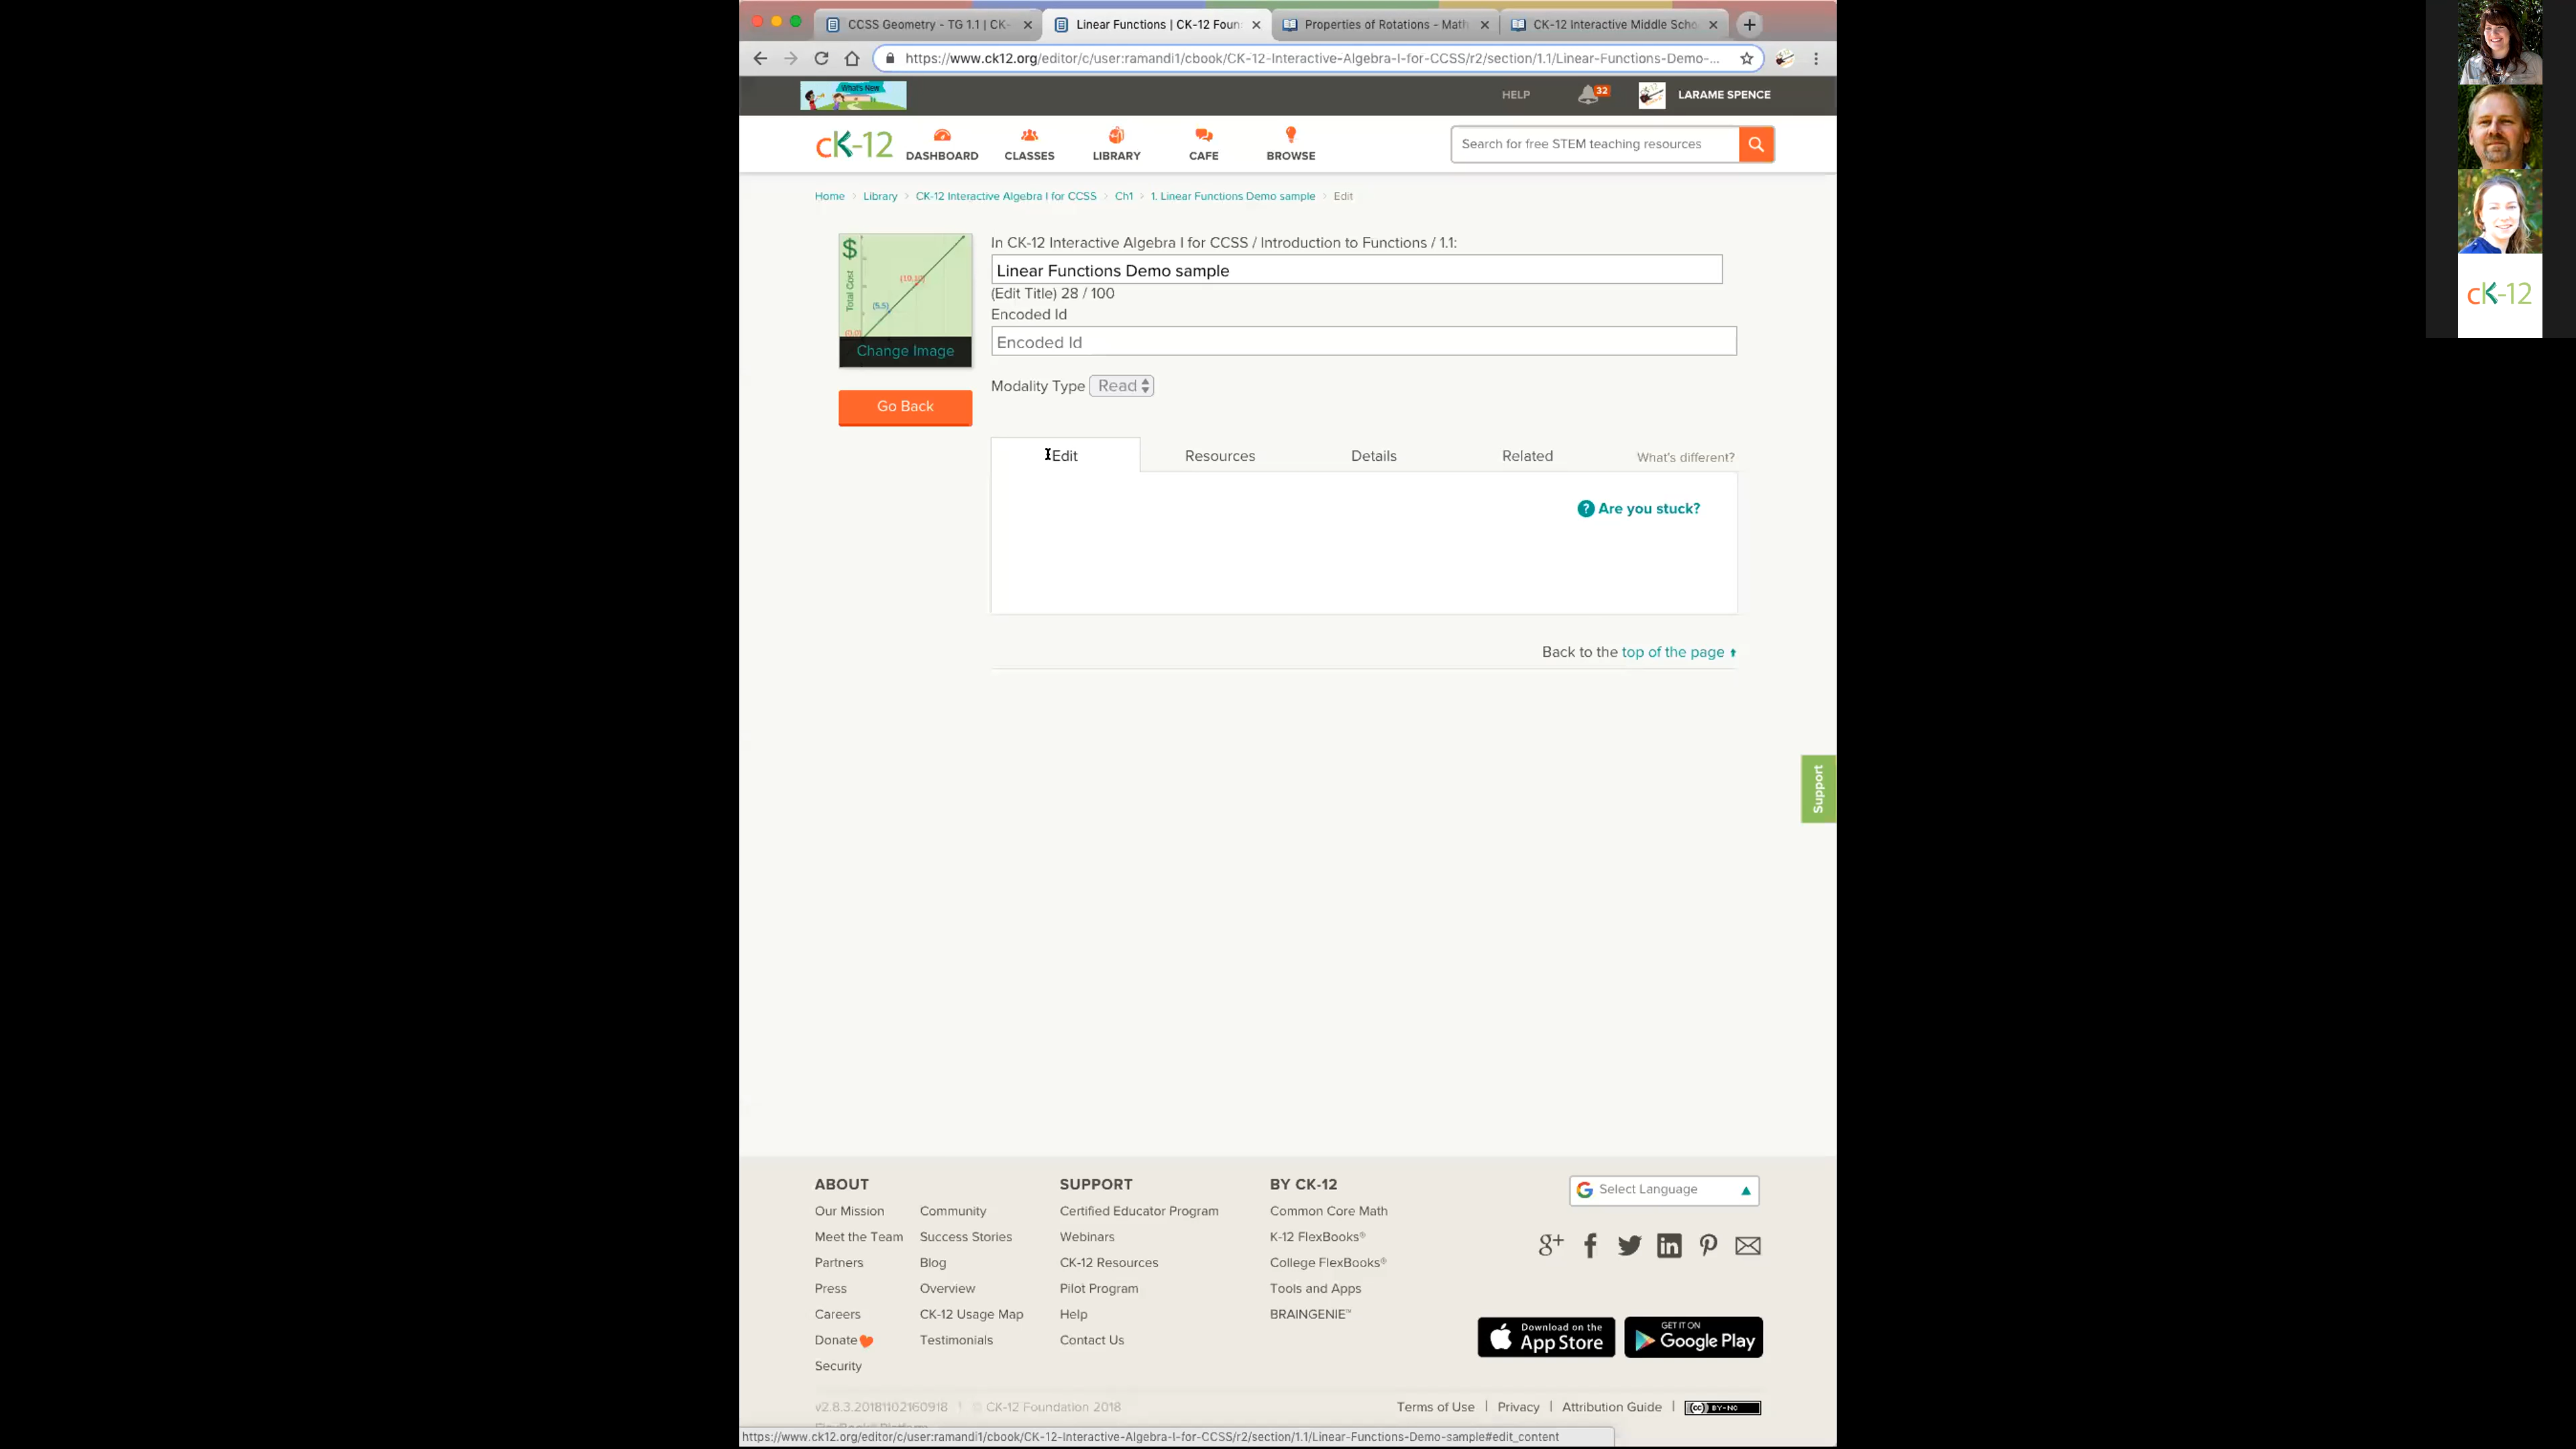 CCSS Geometry - TG 1.1 | CK-
Linear Functions | CK-12 Foun
Properties of Rotations - Math
CK-12 Interactive Middle Scho
https://www.ck12.org/editor/c/user:ramandi1/cbook/CK-12-Interactive-Algebra-I-for-CCSS/r2/section/1.1/Linear-Functions-Demo-...
What's New
HELP
32
LARAME SPENCE
cK-12
DASHBOARD
CLASSES
LIBRARY
CAFE
BROWSE
Search for free STEM teaching resources
Home > Library > CK-12 Interactive Algebra I for CCSS > Ch1 > 1. Linear Functions Demo sample > Edit
$
Total Cost
(10,10)
(5,5)
(0,0)
Change Image
Go Back
In CK-12 Interactive Algebra I for CCSS / Introduction to Functions / 1.1:
Linear Functions Demo sample
(Edit Title) 28 / 100
Encoded Id
Encoded Id
Modality Type Read
Edit
Resources
Details
Related
What's different?
? Are you stuck?
Back to the top of the page
Support
ABOUT
Our Mission
Meet the Team
Partners
Press
Careers
Donate
Security
Community
Success Stories
Blog
Overview
CK-12 Usage Map
Testimonials
SUPPORT
Certified Educator Program
Webinars
CK-12 Resources
Pilot Program
Help
Contact Us
BY CK-12
Common Core Math
K-12 FlexBooks®
College FlexBooks®
Tools and Apps
BRAINGENIE™
Select Language
Download on the
App Store
GET IT ON
Google Play
v2.8.3.20181102160918 | © CK-12 Foundation 2018
Terms of Use | Privacy | Attribution Guide |
cc BY-NC
https://www.ck12.org/editor/c/user:ramandi1/cbook/CK-12-Interactive-Algebra-I-for-CCSS/r2/section/1.1/Linear-Functions-Demo-sample#edit_content
cK-12